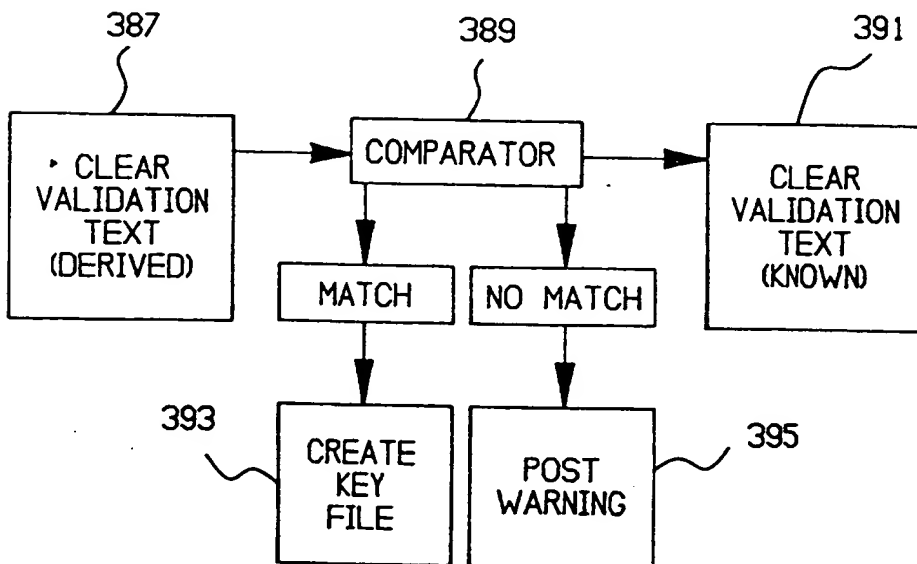 387
389
391
CLEAR
VALIDATION
TEXT
(DERIVED)
COMPARATOR
CLEAR
VALIDATION
TEXT
(KNOWN)
MATCH
NO MATCH
393
CREATE
KEY
FILE
POST
WARNING
395